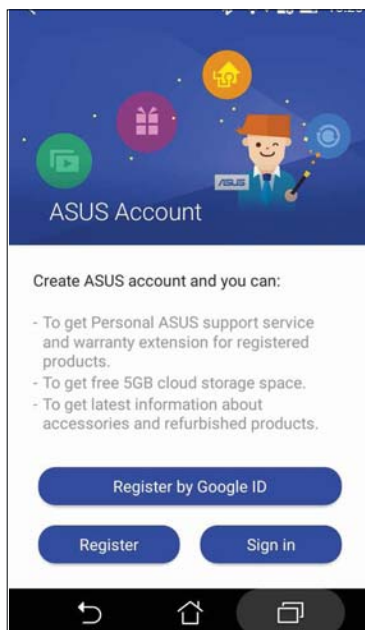 ASUS
ASUS Account
Create ASUS account and you can:
- To get Personal ASUS support service
and warranty extension for registered
products.
- To get free 5GB cloud storage space.
- To get latest information about
accessories and refurbished products.
Register by Google ID
Register
Sign in